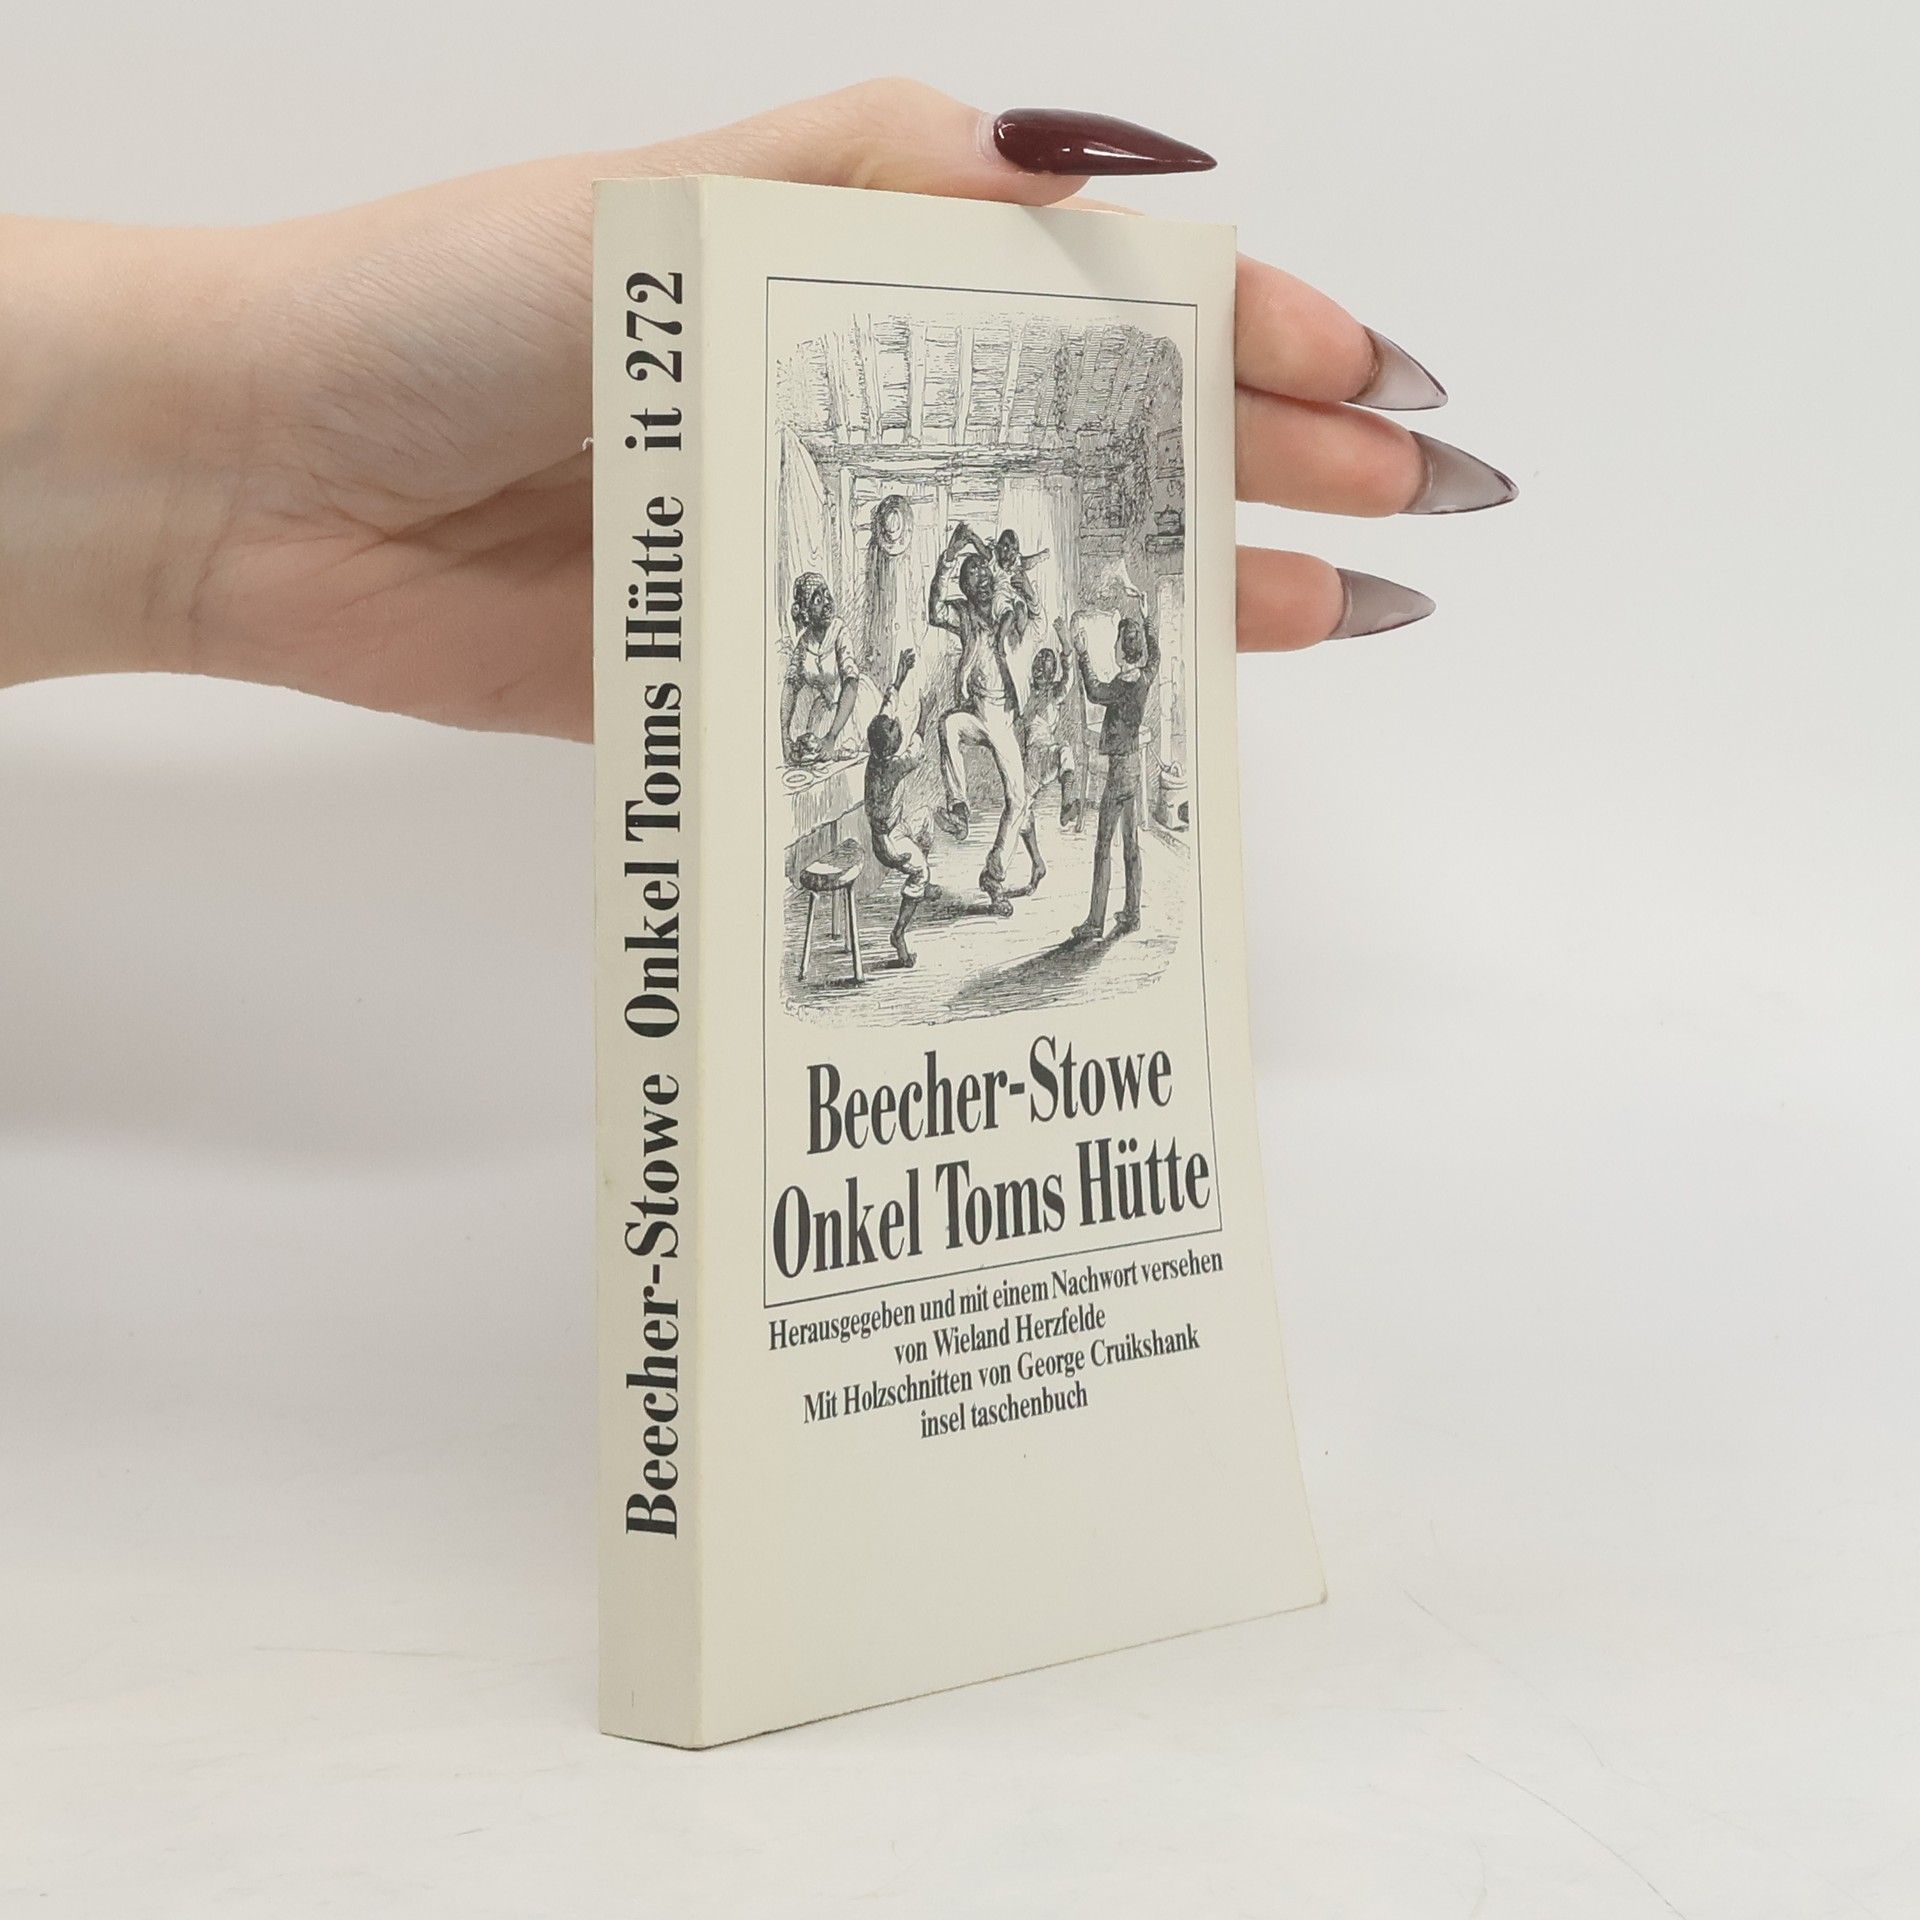 Beecher-Stowe Onkel Toms Hütte it 272
Beecher-Stowe
Onkel Toms Hütte
Herausgegeben und mit einem Nachwort versehen
von Wieland Herzfelde
Mit Holzschnitten von George Cruikshank
insel taschenbuch